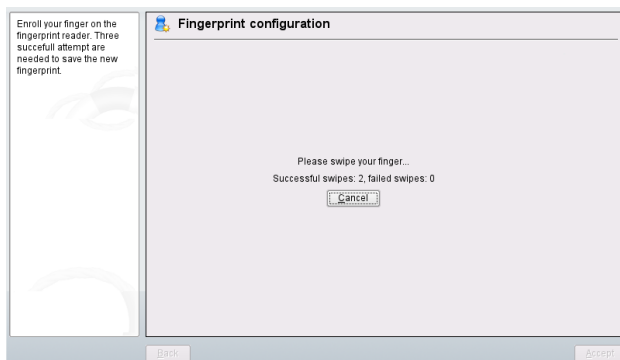 Enroll your finger on the
fingerprint reader. Three
succefull attempt are
needed to save the new
fingerprint.
Fingerprint configuration
Please swipe your finger...
Successful swipes: 2, failed swipes: 0
Cancel
Back
Accept